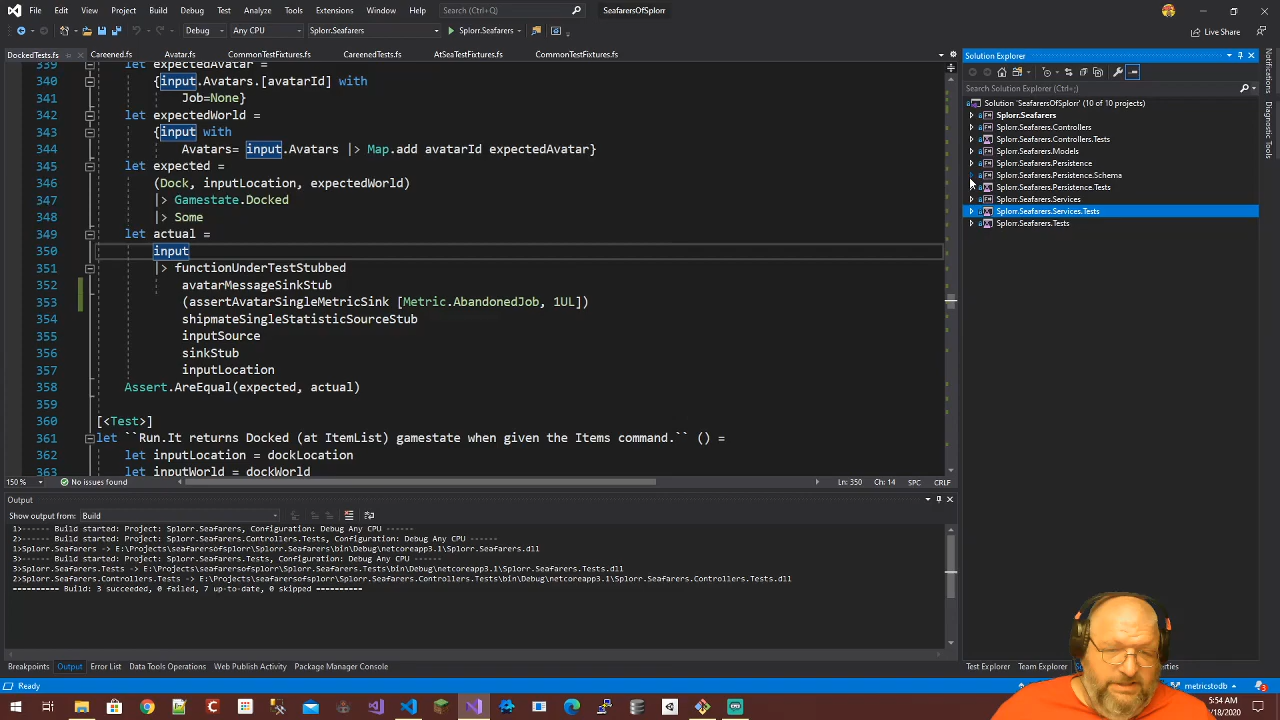 File Edit View Project Build Debug Test Analyze Tools Extensions Window Help Search (Ctrl+Q) SeafarersOfSplorr
Debug Any CPU Splorr.Seafarers Splorr.Seafarers Live Share
DockedTests.fs Careened.fs Avatar.fs CommonTestFixtures.fs CareenedTests.fs AtSeaTestFixtures.fs CommonTestFixtures.fs
339 let expectedAvatar =
340 {input.Avatars.[avatarId] with
341 Job=None}
342 let expectedWorld =
343 {input with
344 Avatars= input.Avatars |> Map.add avatarId expectedAvatar}
345 let expected =
346 (Dock, inputLocation, expectedWorld)
347 |> Gamestate.Docked
348 |> Some
349 let actual =
350 input
351 |> functionUnderTestStubbed
352 avatarMessageSinkStub
353 (assertAvatarSingleMetricSink [Metric.AbandonedJob, 1UL])
354 shipmateSingleStatisticSourceStub
355 inputSource
356 sinkStub
357 inputLocation
358 Assert.AreEqual(expected, actual)
359
360 [<Test>]
361 let ``Run.It returns Docked (at ItemList) gamestate when given the Items command.`` () =
362 let inputLocation = dockLocation
363 let inputWorld = dockWorld
150 % No issues found Ln: 350 Ch: 14 SPC CRLF
Output
Show output from: Build
1>------ Build started: Project: Splorr.Seafarers, Configuration: Debug Any CPU ------
2>------ Build started: Project: Splorr.Seafarers.Controllers.Tests, Configuration: Debug Any CPU ------
1>Splorr.Seafarers -> E:\Projects\seafarersofsplorr\Splorr.Seafarers\bin\Debug\netcoreapp3.1\Splorr.Seafarers.dll
3>------ Build started: Project: Splorr.Seafarers.Tests, Configuration: Debug Any CPU ------
3>Splorr.Seafarers.Tests -> E:\Projects\seafarersofsplorr\Splorr.Seafarers.Tests\bin\Debug\netcoreapp3.1\Splorr.Seafarers.Tests.dll
2>Splorr.Seafarers.Controllers.Tests -> E:\Projects\seafarersofsplorr\Splorr.Seafarers.Controllers.Tests\bin\Debug\netcoreapp3.1\Splorr.Seafarers.Controllers.Tests.dll
========== Build: 3 succeeded, 0 failed, 7 up-to-date, 0 skipped ==========
Breakpoints Output Error List Data Tools Operations Web Publish Activity Package Manager Console
Solution Explorer
Search Solution Explorer (Ctrl+;)
Solution 'SeafarersOfSplorr' (10 of 10 projects)
Splorr.Seafarers
Splorr.Seafarers.Controllers
Splorr.Seafarers.Controllers.Tests
Splorr.Seafarers.Models
Splorr.Seafarers.Persistence
Splorr.Seafarers.Persistence.Schema
Splorr.Seafarers.Persistence.Tests
Splorr.Seafarers.Services
Splorr.Seafarers.Services.Tests
Splorr.Seafarers.Tests
Test Explorer Team Explorer
Notifications
Diagnostic Tools
Ready metricstodb
5:54 AM